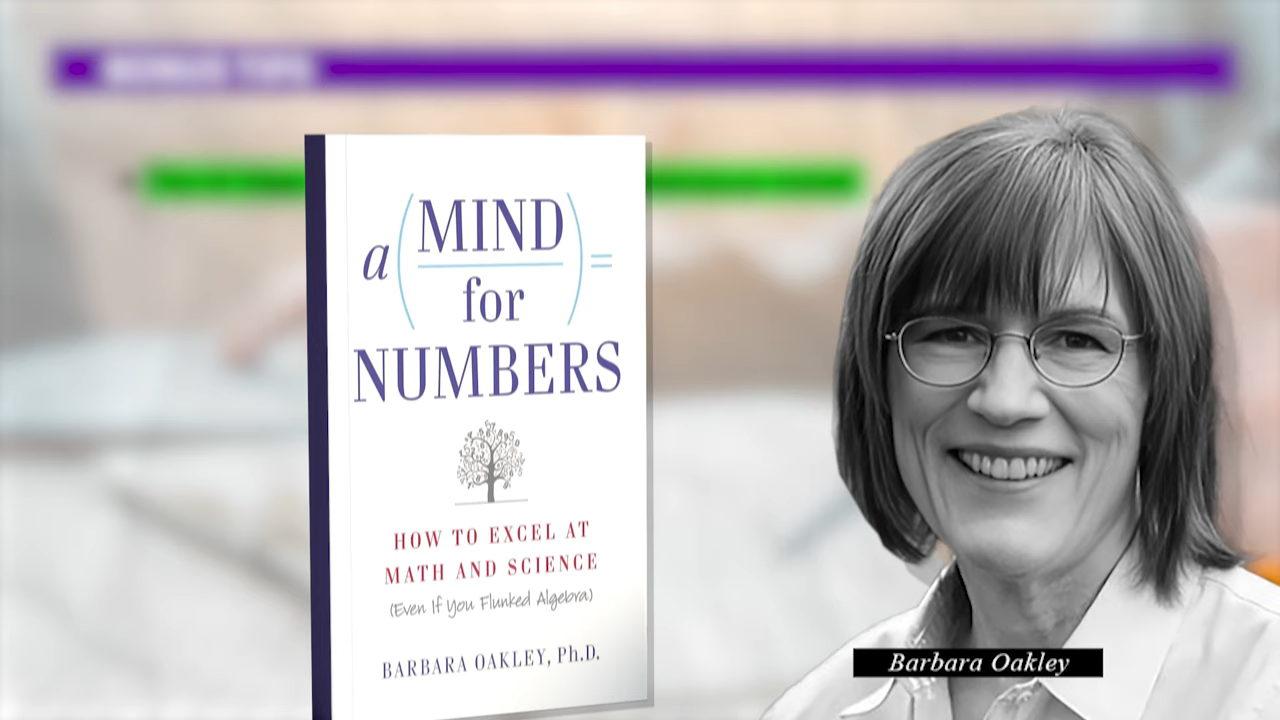 a (MIND
for
NUMBERS) =
HOW TO EXCEL AT
MATH AND SCIENCE
(Even If You Flunked Algebra)
BARBARA OAKLEY, Ph.D.
Barbara Oakley